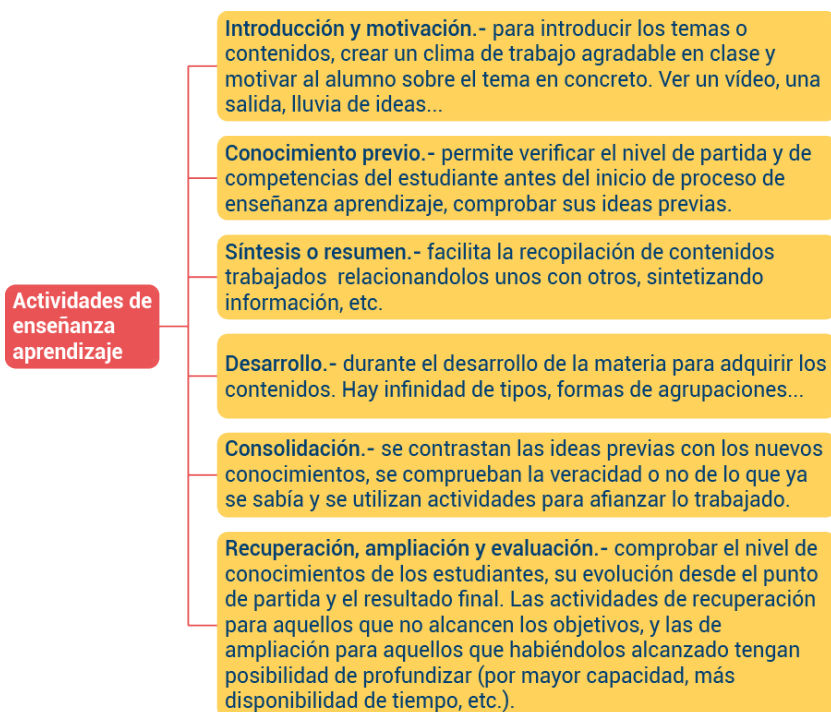 Introducción y motivación.- para introducir los temas o
contenidos, crear un clima de trabajo agradable en clase y
motivar al alumno sobre el tema en concreto. Ver un vídeo, una
salida, lluvia de ideas...
Conocimiento previo.- permite verificar el nivel de partida y de
competencias del estudiante antes del inicio de proceso de
enseñanza aprendizaje, comprobar sus ideas previas.
Síntesis o resumen.- facilita la recopilación de contenidos
trabajados relacionandolos unos con otros, sintetizando
información, etc.
Actividades de
enseñanza
aprendizaje
Desarrollo.- durante el desarrollo de la materia para adquirir los
contenidos. Hay infinidad de tipos, formas de agrupaciones...
Consolidación.- se contrastan las ideas previas con los nuevos
conocimientos, se comprueban la veracidad o no de lo que ya
se sabía y se utilizan actividades para afianzar lo trabajado.
Recuperación, ampliación y evaluación.- comprobar el nivel de
conocimientos de los estudiantes, su evolución desde el punto
de partida y el resultado final. Las actividades de recuperación
para aquellos que no alcancen los objetivos, y las de
ampliación para aquellos que habiéndolos alcanzado tengan
posibilidad de profundizar (por mayor capacidad, más
disponibilidad de tiempo, etc.).